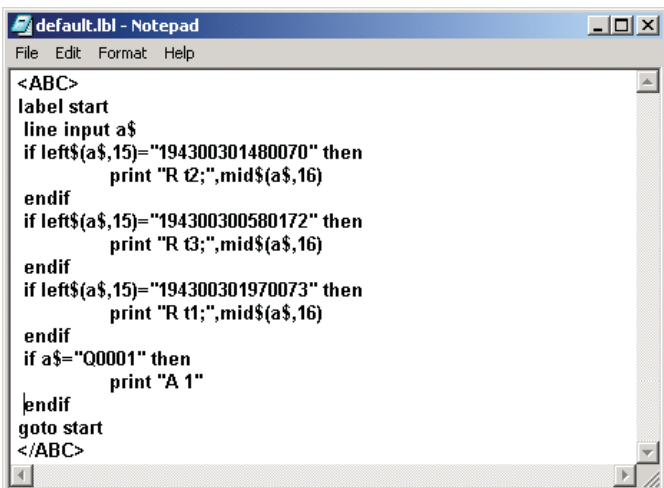 default.lbl - Notepad
File Edit Format Help
<ABC>
label start
line input a$
if left$(a$,15)="194300301480070" then
print "R t2;",mid$(a$,16)
endif
if left$(a$,15)="194300300580172" then
print "R t3;",mid$(a$,16)
endif
if left$(a$,15)="194300301970073" then
print "R t1;",mid$(a$,16)
endif
if a$="Q0001" then
print "A 1"
endif
goto start
</ABC>